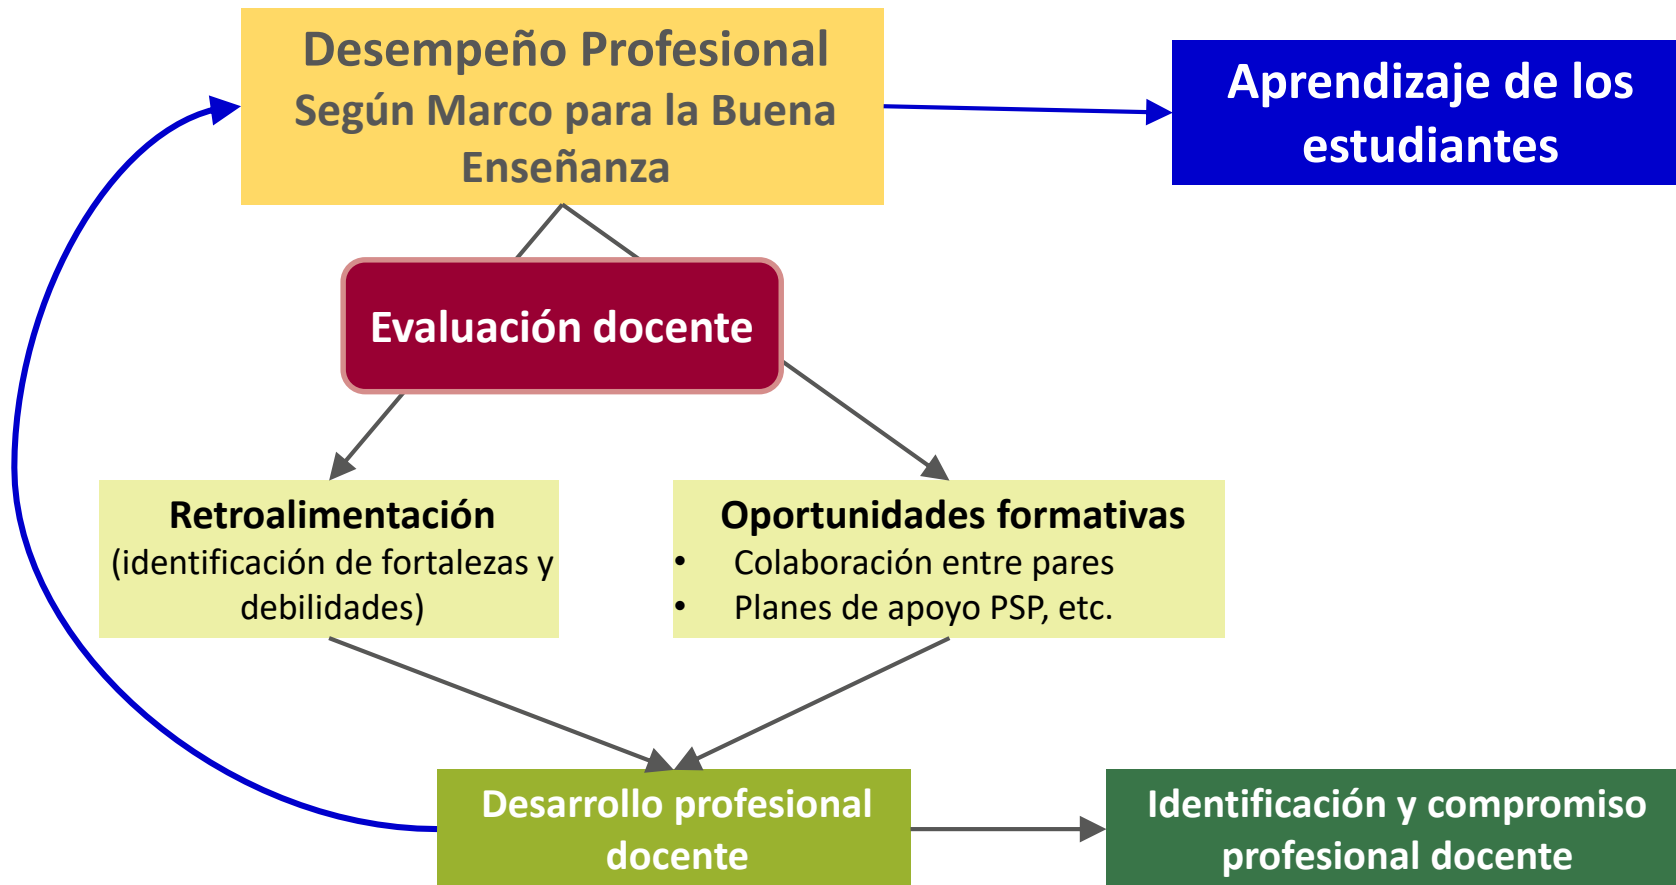 Desempeño Profesional
Según Marco para la Buena
Enseñanza
Aprendizaje de los
estudiantes
Evaluación docente
Retroalimentación
(identificación de fortalezas y
debilidades)
Oportunidades formativas
• Colaboración entre pares
• Planes de apoyo PSP, etc.
Desarrollo profesional
docente
Identificación y compromiso
profesional docente